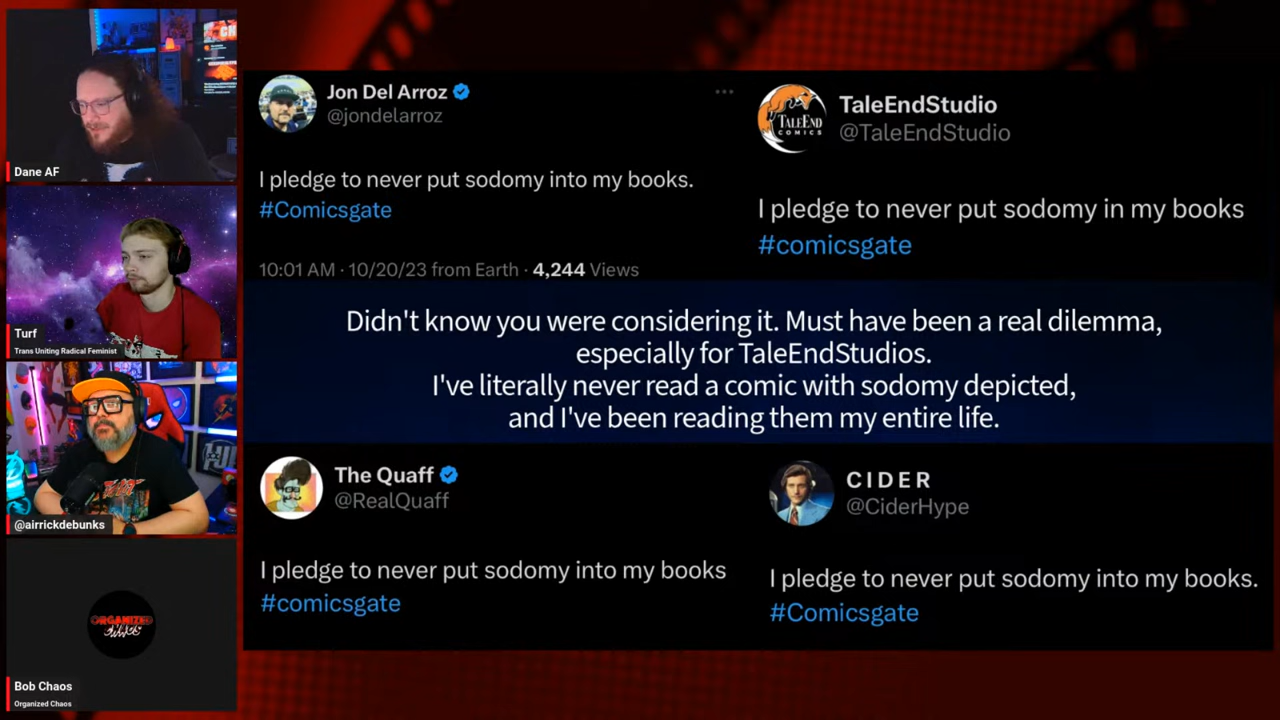 Dane AF
Turf
Trans Uniting Radical Feminist
@airrickdebunks
ORGANIZED
Bob Chaos
Organized Chaos
Jon Del Arroz
@jondelarroz
I pledge to never put sodomy into my books.
#Comicsgate
10:01 AM · 10/20/23 from Earth · 4,244 Views
TALEEND
COMICS
TaleEndStudio
@TaleEndStudio
I pledge to never put sodomy in my books
#comicsgate
Didn't know you were considering it. Must have been a real dilemma,
especially for TaleEndStudios.
I've literally never read a comic with sodomy depicted,
and I've been reading them my entire life.
The Quaff
@RealQuaff
I pledge to never put sodomy into my books
#comicsgate
CIDER
@CiderHype
I pledge to never put sodomy into my books.
#Comicsgate